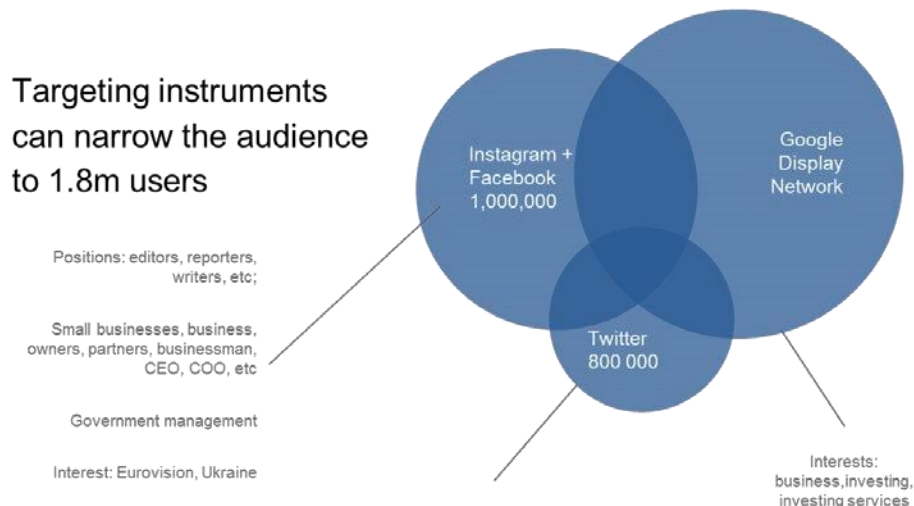 Targeting instruments
can narrow the audience
to 1.8m users
Positions: editors, reporters,
writers, etc;
Small businesses, business,
owners, partners, businessman,
CEO, COO, etc
Government management
Interest: Eurovision, Ukraine
Instagram +
Facebook
1,000,000
Google
Display
Network
Twitter
800 000
Interests:
business,investing,
investing services